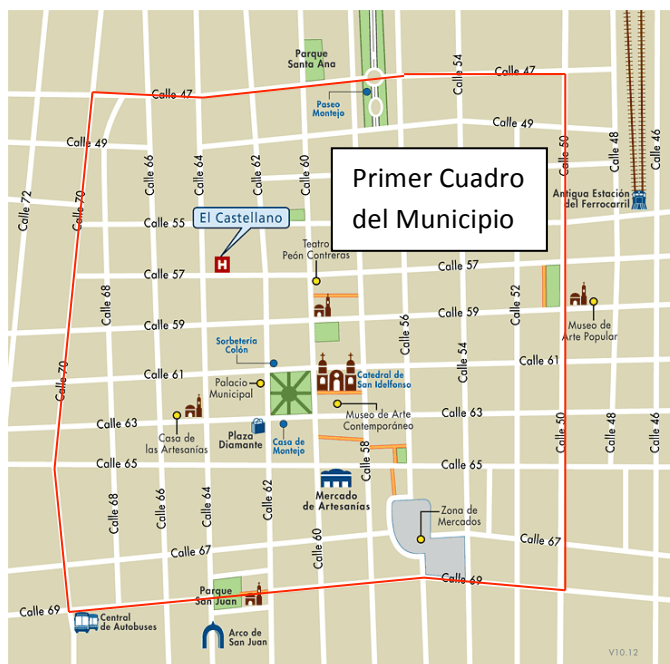 Parque
Santa Ana
Calle 54
Calle 47
Calle 47
Paseo
Montejo
Calle 49
Calle 49
Calle 50
Calle 48
Calle 46
Calle 66
Calle 64
Calle 62
Calle 60
Calle 72
Calle 70
Primer Cuadro
del Municipio
Antigua Estación
del Ferrocarril
El Castellano
H
Calle 55
Teatro
Peón Contreras
Calle 57
Calle 57
Calle 68
Calle 52
Calle 59
Calle 59
Calle 56
Museo de
Arte Popular
Sorbetería
Colón
Calle 54
Calle 61
Calle 61
Calle 70
Palacio
Municipal
Catedral de
San Idelfonso
Calle 63
Calle 63
Museo de Arte
Contemporáneo
Casa de
las Artesanías
Plaza
Diamante
Casa de
Montejo
Calle 50
Calle 48
Calle 46
Calle 58
Calle 65
Calle 65
Mercado
de Artesanías
Calle 68
Calle 66
Calle 64
Calle 62
Calle 60
Zona de
Mercados
Calle 67
Calle 67
Calle 69
Parque
San Juan
Calle 69
Central
de Autobuses
Arco de
San Juan
V10.12